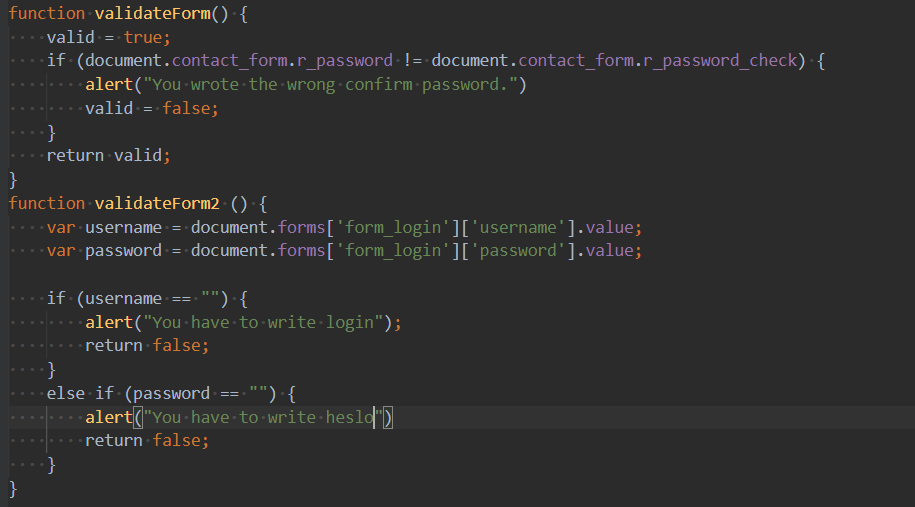 function validateForm() {
    valid = true;
    if (document.contact_form.r_password != document.contact_form.r_password_check) {
        alert("You wrote the wrong confirm password.")
        valid = false;
    }
    return valid;
}
function validateForm2 () {
    var username = document.forms['form_login']['username'].value;
    var password = document.forms['form_login']['password'].value;

    if (username == "") {
        alert("You have to write login");
        return false;
    }
    else if (password == "") {
        alert("You have to write heslo")
        return false;
    }
}